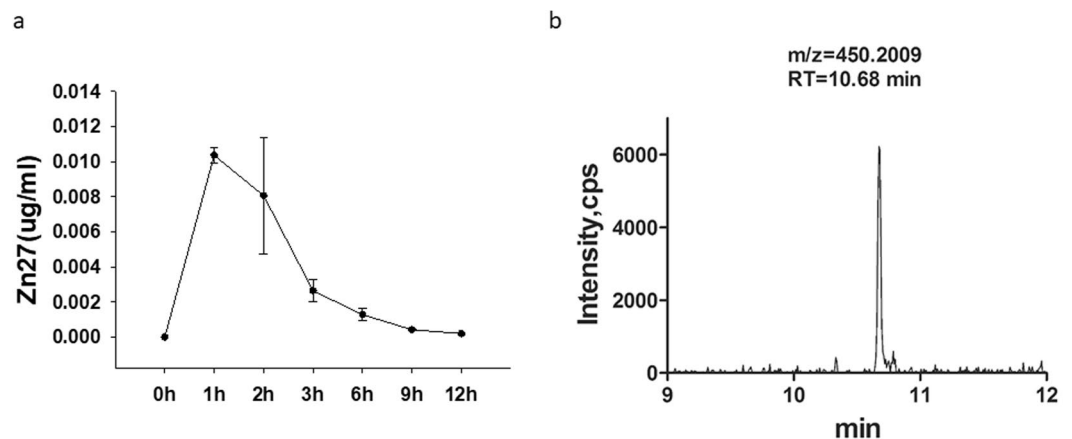 a
b
m/z=450.2009
RT=10.68 min
Zn27(ug/ml)
0.014
0.012
0.010
0.008
0.006
0.004
0.002
0.000
0h 1h 2h 3h 6h 9h 12h
Intensity,cps
6000
4000
2000
0
9 10 11 12
min